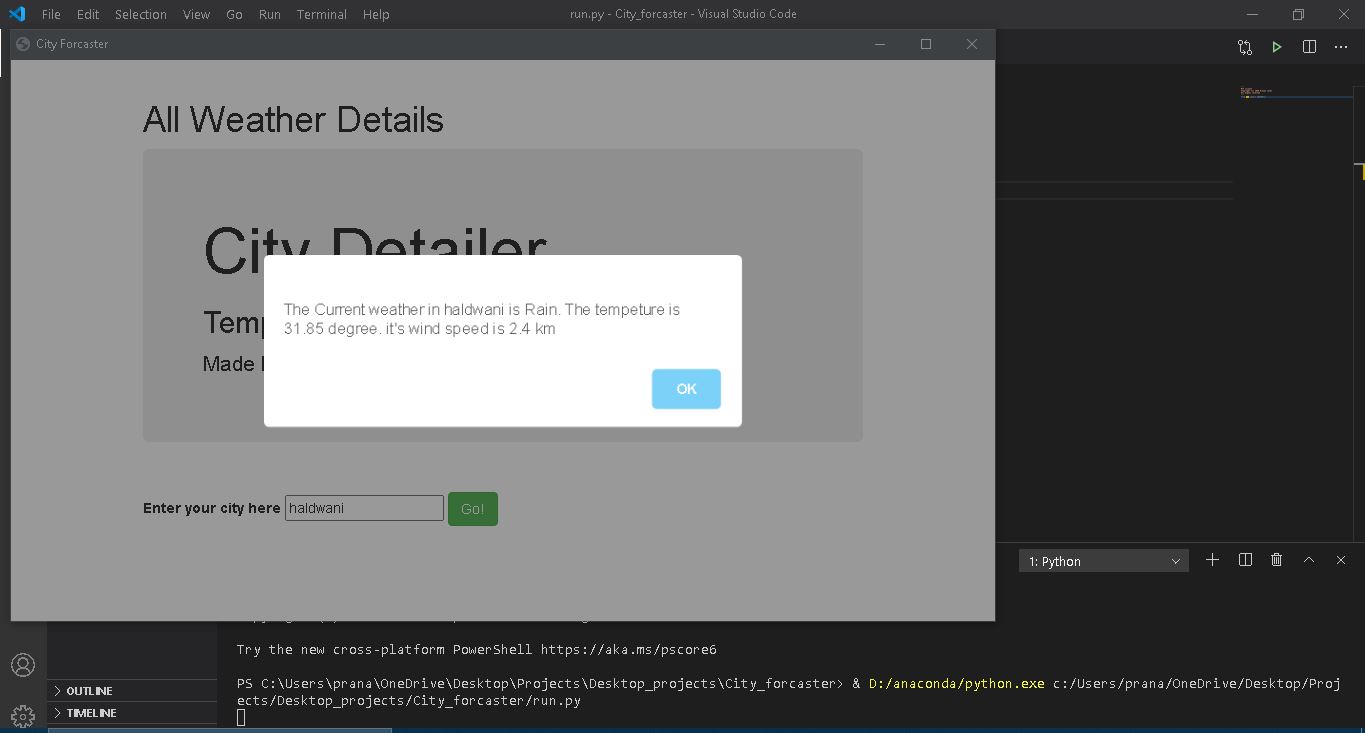 File Edit Selection View Go Run Terminal Help run.py - City_forcaster - Visual Studio Code
City Forcaster
All Weather Details
City Detailer
Temp
Made
The Current weather in haldwani is Rain. The tempeture is
31.85 degree. it's wind speed is 2.4 km
OK
Enter your city here haldwani Go!
1: Python
Try the new cross-platform PowerShell https://aka.ms/pscore6
PS C:\Users\prana\OneDrive\Desktop\Projects\Desktop_projects\City_forcaster> & D:/anaconda/python.exe c:/Users/prana/OneDrive/Desktop/Proj
ects/Desktop_projects/City_forcaster/run.py
OUTLINE
TIMELINE